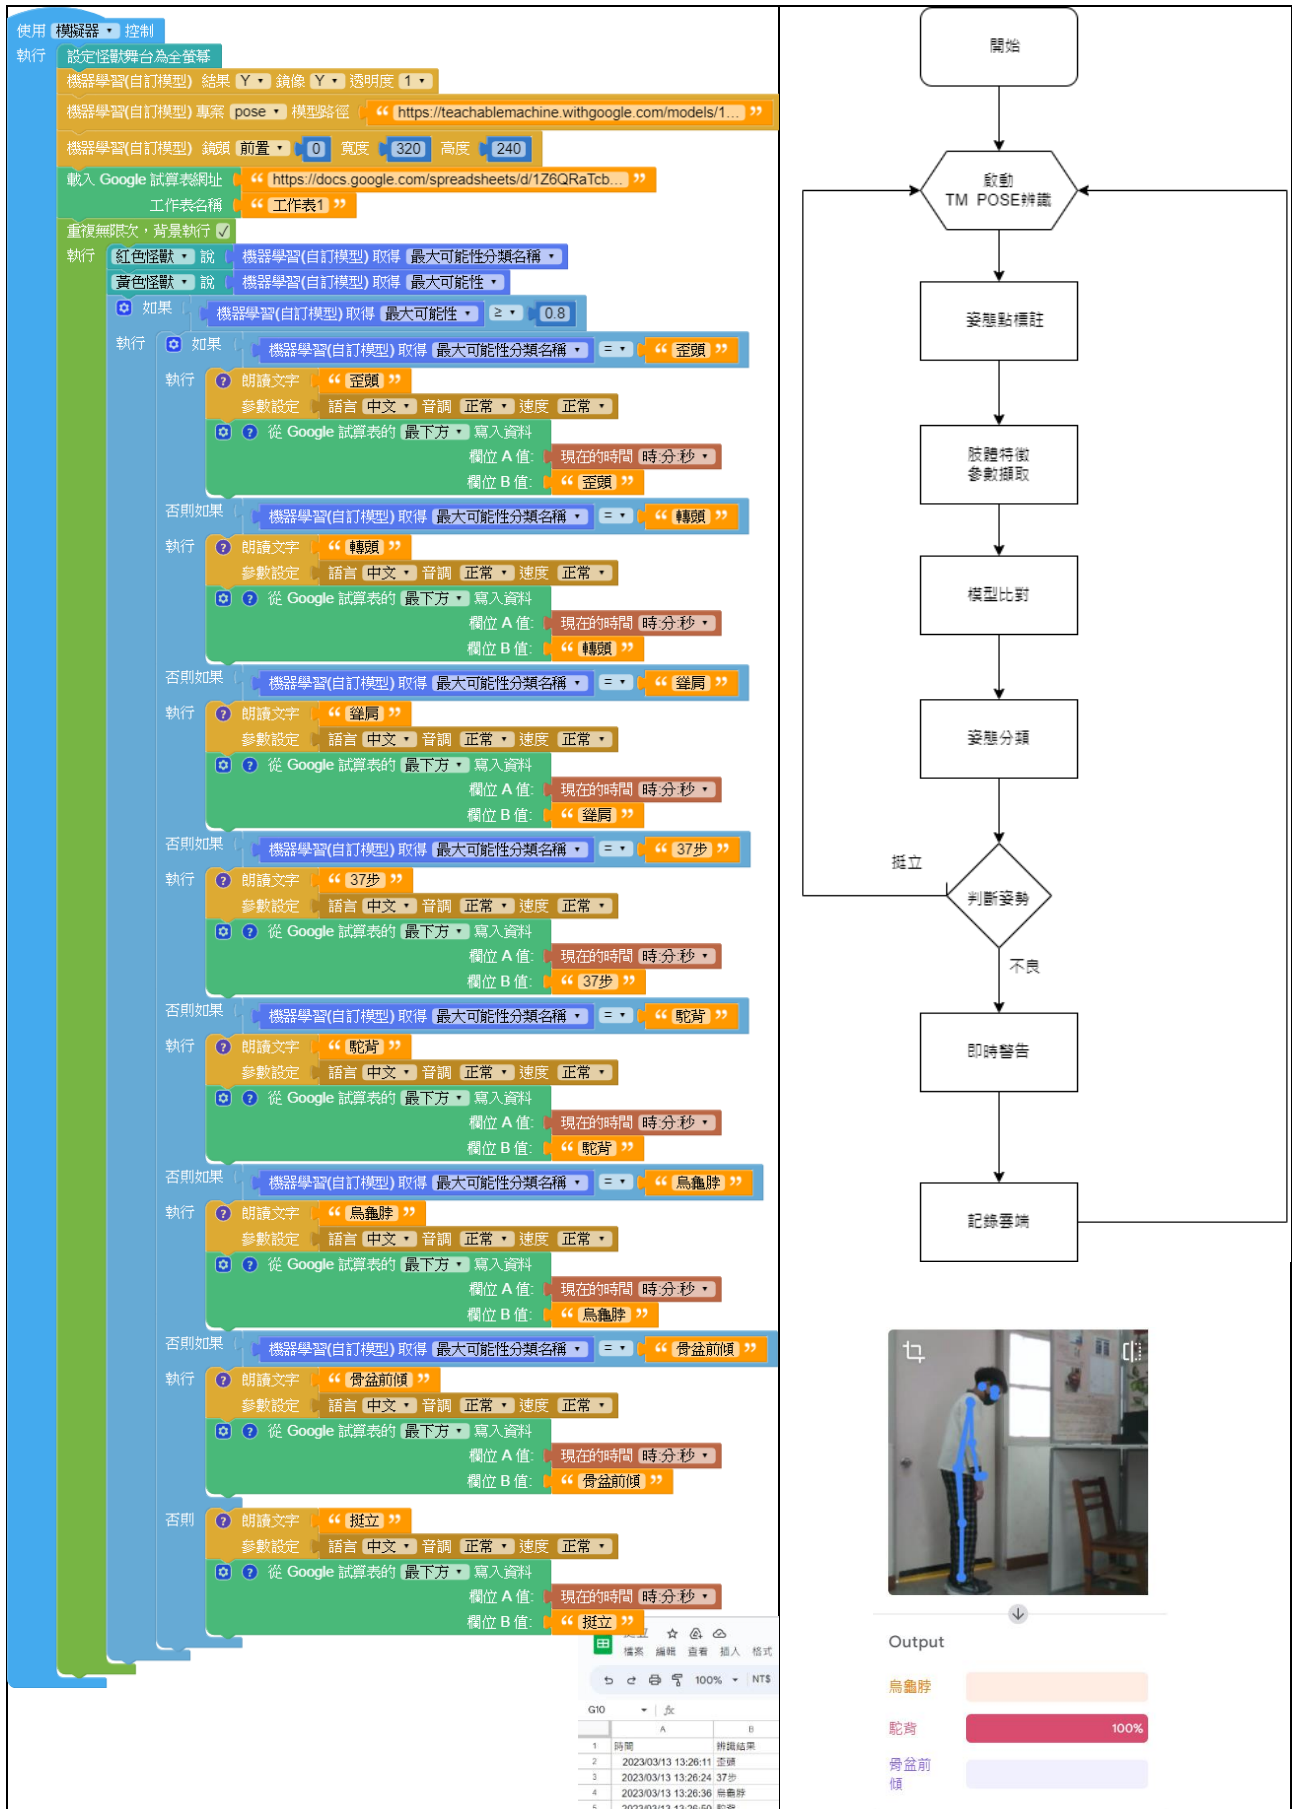 使用 模擬器 控制
執行 設定怪獸舞台為全螢幕
機器學習(自訂模型) 結果 Y 鏡像 Y 透明度 1
機器學習(自訂模型) 專案 pose 模型路徑 “ https://teachablemachine.withgoogle.com/models/1... ”
機器學習(自訂模型) 鏡頭 前置 0 寬度 320 高度 240
載入 Google 試算表網址 “ https://docs.google.com/spreadsheets/d/1Z6QRaTcb... ”
工作表名稱 “ 工作表1 ”
重複無限次，背景執行
執行 紅色怪獸 說 機器學習(自訂模型) 取得 最大可能性分類名稱
黃色怪獸 說 機器學習(自訂模型) 取得 最大可能性
如果 機器學習(自訂模型) 取得 最大可能性 ≥ 0.8
執行 如果 機器學習(自訂模型) 取得 最大可能性分類名稱 = “ 歪頭 ”
執行 朗讀文字 “ 歪頭 ”
參數設定 語言 中文 音調 正常 速度 正常
從 Google 試算表的 最下方 寫入資料
欄位 A 值: 現在的時間 時:分:秒
欄位 B 值: “ 歪頭 ”
否則如果 機器學習(自訂模型) 取得 最大可能性分類名稱 = “ 轉頭 ”
執行 朗讀文字 “ 轉頭 ”
參數設定 語言 中文 音調 正常 速度 正常
從 Google 試算表的 最下方 寫入資料
欄位 A 值: 現在的時間 時:分:秒
欄位 B 值: “ 轉頭 ”
否則如果 機器學習(自訂模型) 取得 最大可能性分類名稱 = “ 聳肩 ”
執行 朗讀文字 “ 聳肩 ”
參數設定 語言 中文 音調 正常 速度 正常
從 Google 試算表的 最下方 寫入資料
欄位 A 值: 現在的時間 時:分:秒
欄位 B 值: “ 聳肩 ”
否則如果 機器學習(自訂模型) 取得 最大可能性分類名稱 = “ 37步 ”
執行 朗讀文字 “ 37步 ”
參數設定 語言 中文 音調 正常 速度 正常
從 Google 試算表的 最下方 寫入資料
欄位 A 值: 現在的時間 時:分:秒
欄位 B 值: “ 37步 ”
否則如果 機器學習(自訂模型) 取得 最大可能性分類名稱 = “ 駝背 ”
執行 朗讀文字 “ 駝背 ”
參數設定 語言 中文 音調 正常 速度 正常
從 Google 試算表的 最下方 寫入資料
欄位 A 值: 現在的時間 時:分:秒
欄位 B 值: “ 駝背 ”
否則如果 機器學習(自訂模型) 取得 最大可能性分類名稱 = “ 烏龜脖 ”
執行 朗讀文字 “ 烏龜脖 ”
參數設定 語言 中文 音調 正常 速度 正常
從 Google 試算表的 最下方 寫入資料
欄位 A 值: 現在的時間 時:分:秒
欄位 B 值: “ 烏龜脖 ”
否則如果 機器學習(自訂模型) 取得 最大可能性分類名稱 = “ 骨盆前傾 ”
執行 朗讀文字 “ 骨盆前傾 ”
參數設定 語言 中文 音調 正常 速度 正常
從 Google 試算表的 最下方 寫入資料
欄位 A 值: 現在的時間 時:分:秒
欄位 B 值: “ 骨盆前傾 ”
否則 朗讀文字 “ 挺立 ”
參數設定 語言 中文 音調 正常 速度 正常
從 Google 試算表的 最下方 寫入資料
欄位 A 值: 現在的時間 時:分:秒
欄位 B 值: “ 挺立 ”
檔案 編輯 查看 插入 格式
100% NT$
G10 fx
A B
1 時間 辨識結果
2 2023/03/13 13:26:11 歪頭
3 2023/03/13 13:26:24 37步
4 2023/03/13 13:26:36 烏龜脖
5 2023/03/13 13:26:50 駝背
開始
啟動
TM POSE辨識
姿態點標註
肢體特徵
參數擷取
模型比對
姿態分類
挺立
判斷姿勢
不良
即時警告
記錄雲端
Output
烏龜脖
駝背 100%
骨盆前
傾